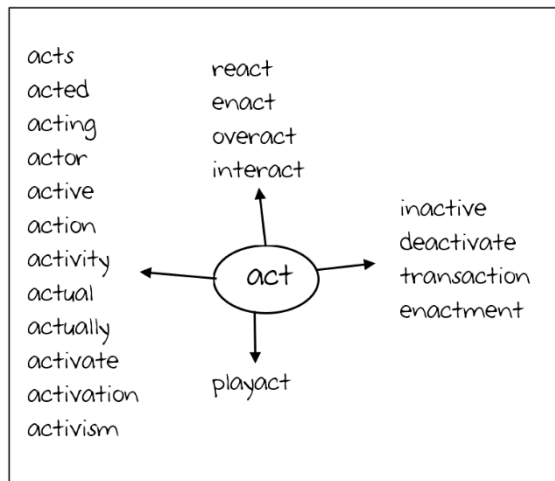 acts
acted
acting
actor
active
action
activity
actual
actually
activate
activation
activism
react
enact
overact
interact
act
playact
inactive
deactivate
transaction
enactment